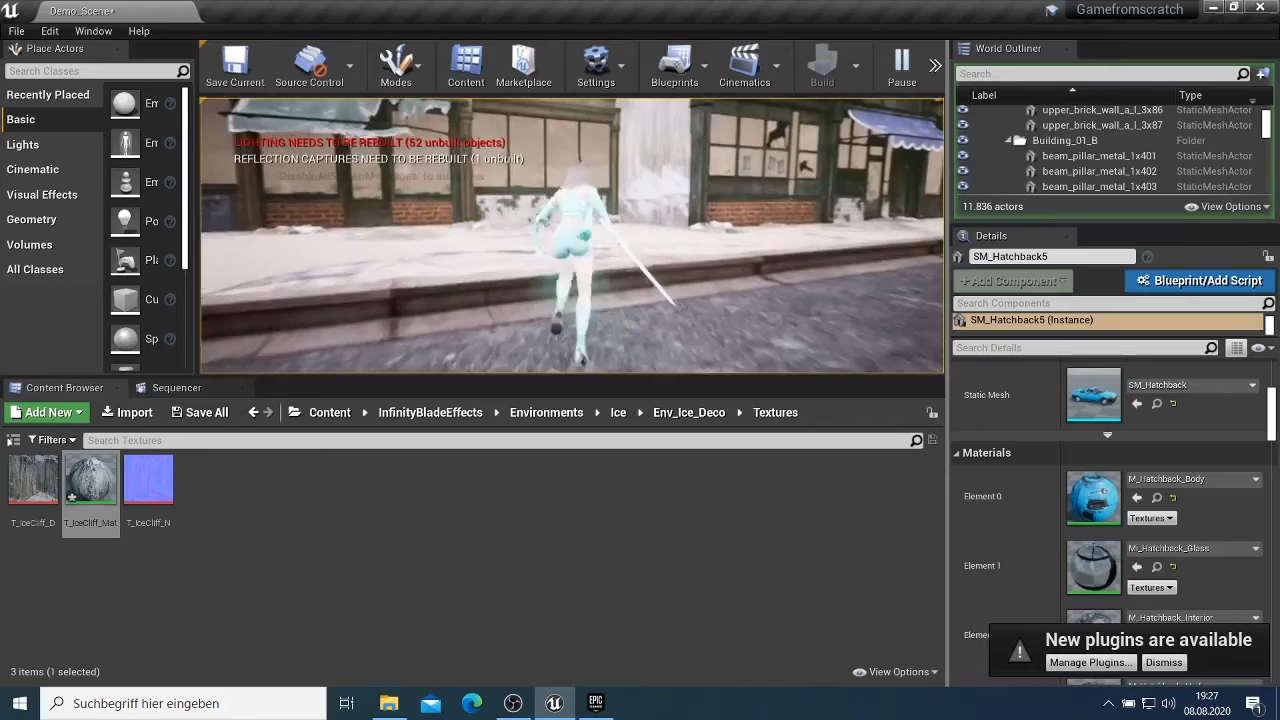 Demo_Scene*
Gamefromscratch
File Edit Window Help
Place Actors
Search Classes
Recently Played
Basic
Lights
Cinematic
Visual Effects
Geometry
Volumes
All Classes
Save Current
Source Control
Modes
Content
Marketplace
Settings
Blueprints
Cinematics
Build
Pause
LIGHTING NEEDS TO BE REBUILT (52 unbuilt objects)
REFLECTION CAPTURES NEED TO BE REBUILT (1 unbuilt)
World Outliner
Search...
Label Type
upper_brick_wall_a_l_3x86 StaticMeshActor
upper_brick_wall_a_l_3x87 StaticMeshActor
Building_01_B Folder
beam_pillar_metal_1x401 StaticMeshActor
beam_pillar_metal_1x402 StaticMeshActor
beam_pillar_metal_1x403 StaticMeshActor
11.836 actors
View Options
Details
SM_Hatchback5
+Add Component
Blueprint/Add Script
Search Components
SM_Hatchback5 (Instance)
Search Details
Static Mesh
SM_Hatchback
Materials
Element 0
M_Hatchback_Body
Textures
Element 1
M_Hatchback_Glass
Textures
M_Hatchback_Interior
New plugins are available
Manage Plugins...
Dismiss
Content Browser
Sequencer
Add New
Import
Save All
Content
InfinityBladeEffects
Environments
Ice
Env_Ice_Deco
Textures
Filters
Search Textures
T_IceCliff_D
T_IceCliff_Mat
T_IceCliff_N
3 items (1 selected)
View Options
Suchbegriff hier eingeben
EPIC
GAMES
19:27
08.08.2020